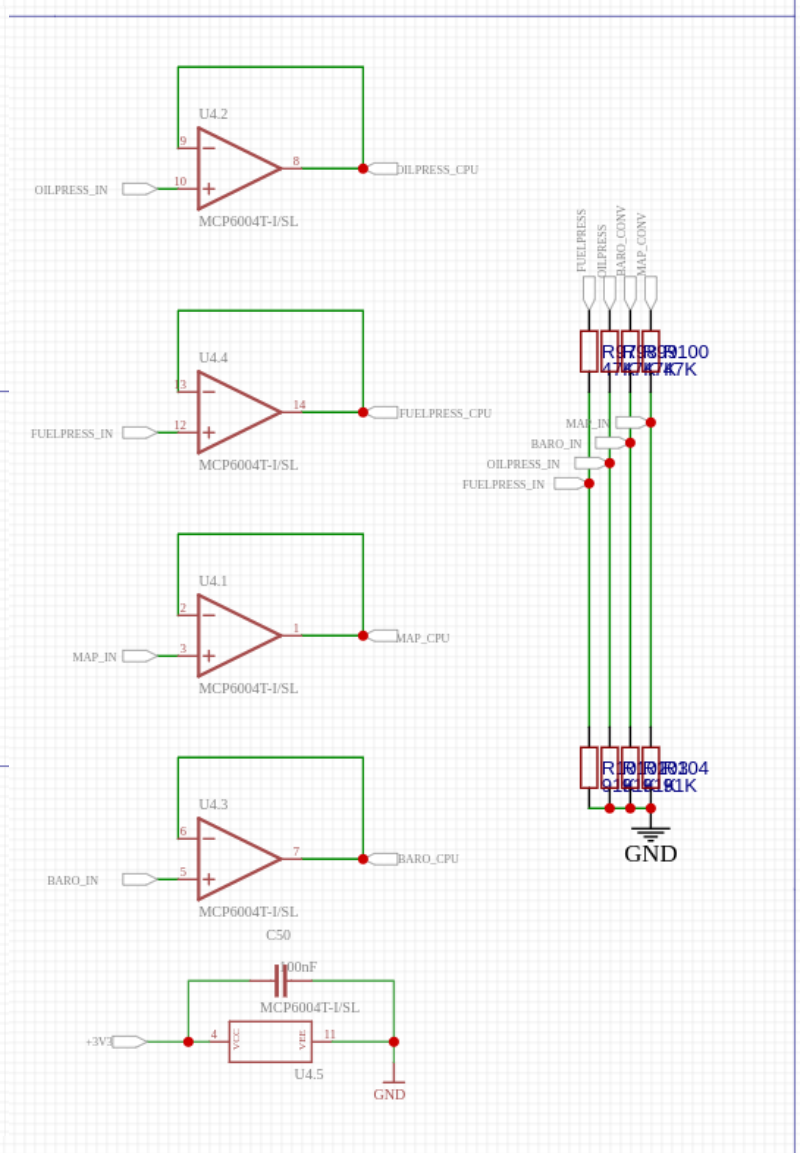 U4.2
9
8
OILPRESS_CPU
10
OILPRESS_IN
MCP6004T-I/SL
FUELPRESS
OILPRESS
BARO_CONV
MAP_CONV
U4.4
R100
47K
13
14
FUELPRESS_CPU
12
FUELPRESS_IN
MCP6004T-I/SL
MAP_IN
BARO_IN
OILPRESS_IN
FUELPRESS_IN
U4.1
2
1
MAP_CPU
3
MAP_IN
MCP6004T-I/SL
U4.3
6
7
BARO_CPU
5
BARO_IN
MCP6004T-I/SL
GND
C50
100nF
MCP6004T-I/SL
+3V3
4
VCC
VEE
11
U4.5
GND